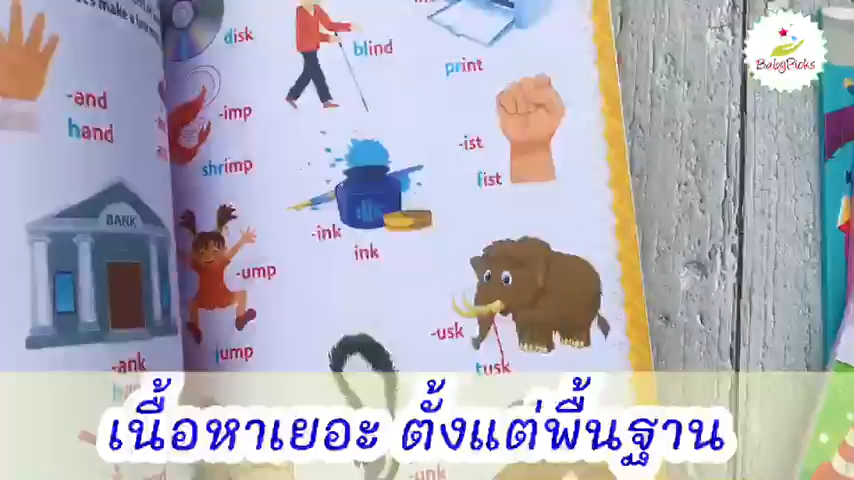 disk
blind
print
BabyPicks
-and
hand
-imp
shrimp
-ist
fist
BANK
-ink
ink
-ump
jump
-usk
tusk
-ank
-unk
เนื้อหาเยอะ ตั้งแต่พื้นฐาน